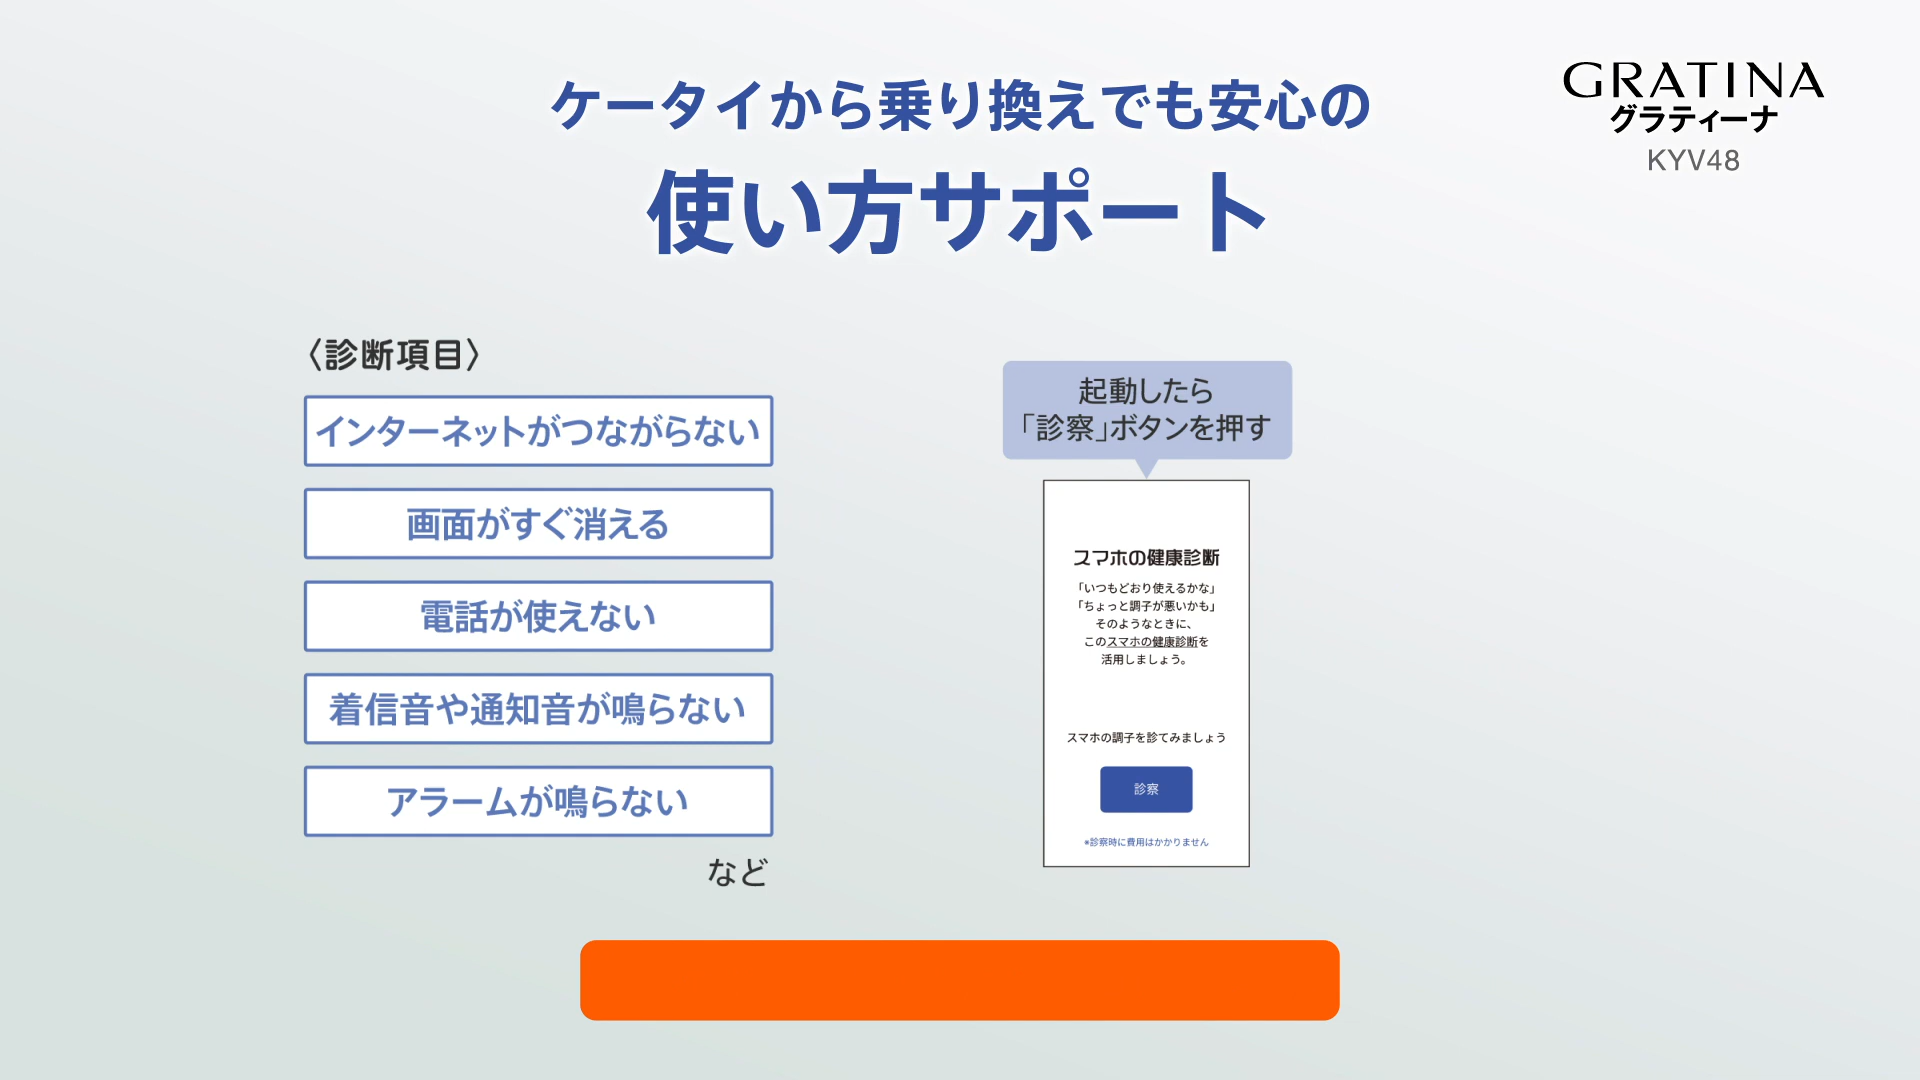 ケータイから乗り換えでも安心の
使い方サポート
GRATINA
グラティーナ
KYV48
〈診断項目〉
インターネットがつながらない
画面がすぐ消える
電話が使えない
着信音や通知音が鳴らない
アラームが鳴らない
など
起動したら
「診察」ボタンを押す
スマホの健康診断
「いつもどおり使えるかな」
「ちょっと調子が悪いかも」
そのようなときに、
このスマホの健康診断を
活用しましょう。
スマホの調子を診てみましょう
診察
※診察時に費用はかかりません